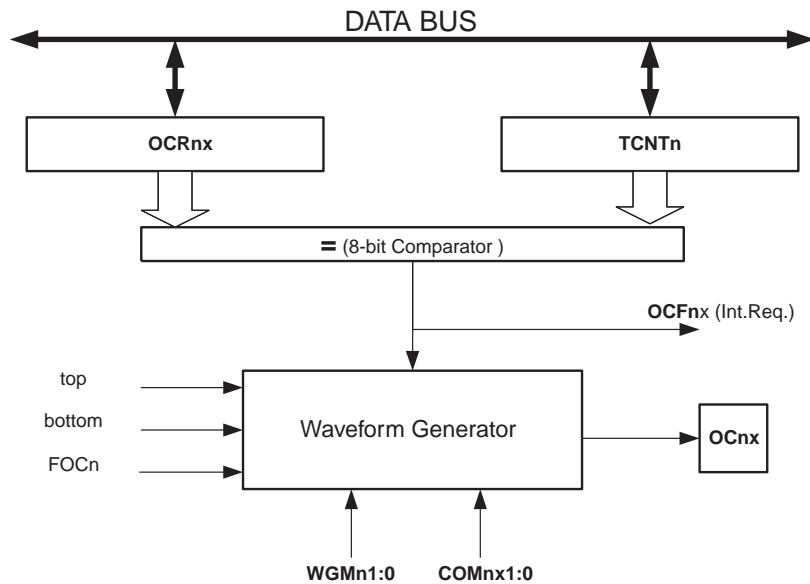 DATA BUS
OCRnx
TCNTn
= (8-bit Comparator )
OCFnx (Int.Req.)
top
bottom
FOCn
Waveform Generator
OCnx
WGMn1:0
COMnx1:0